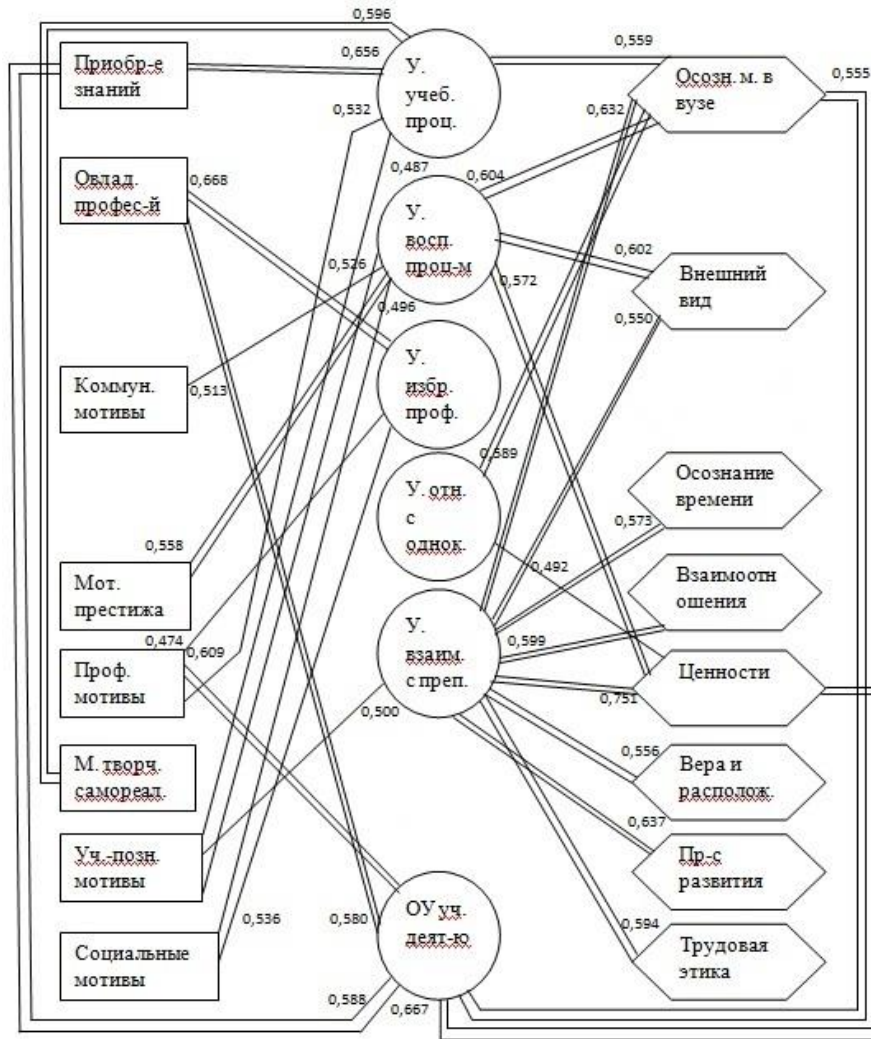 0,596
0,656
0,559
0,555
Приобр-е
знаний
У.
учеб.
проц.
Осозн. м. в
вузе
0,532
0,632
0,487
0,604
Овлад.
профес-й
0,668
У.
восп.
проц-м
0,526
0,602
0,572
0,496
Внешний
вид
0,550
Коммун.
мотивы
0,513
У.
избр.
проф.
0,589
У. отн.
с
однок.
Осознание
времени
0,573
0,558
0,492
Мот.
престижа
Взаимоотн
ошения
0,474
0,609
Проф.
мотивы
У.
взаим.
с преп.
0,599
Ценности
0,751
0,500
М. творч.
самореал.
0,556
Вера и
располож.
0,637
Уч.-позн.
мотивы
Пр-с
развития
0,536
0,580
ОУ уч.
деят-ю
0,594
Трудовая
этика
Социальные
мотивы
0,588
0,667